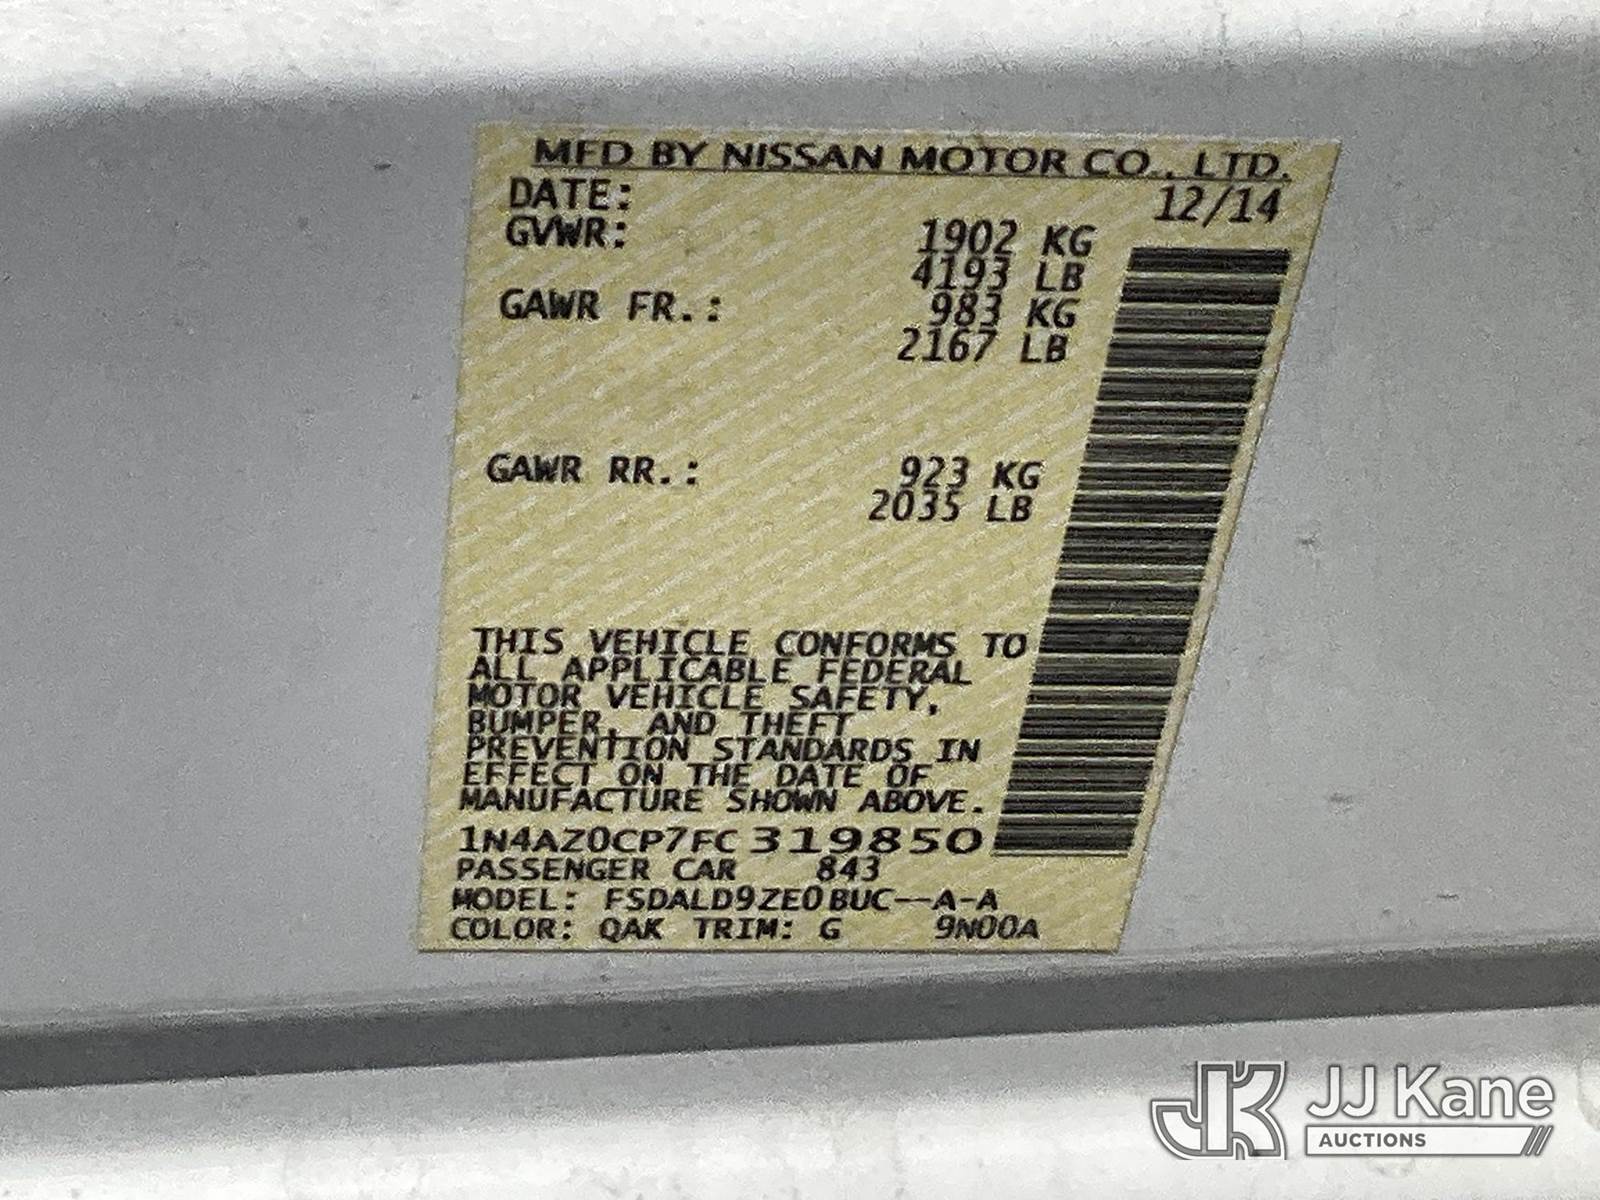 MFD BY NISSAN MOTOR CO., LTD.
DATE: 12/14
GVWR: 1902 KG
4193 LB
GAWR FR.: 983 KG
2167 LB
GAWR RR.: 923 KG
2035 LB
THIS VEHICLE CONFORMS TO
ALL APPLICABLE FEDERAL
MOTOR VEHICLE SAFETY,
BUMPER, AND THEFT
PREVENTION STANDARDS IN
EFFECT ON THE DATE OF
MANUFACTURE SHOWN ABOVE.
1N4AZ0CP7FC319850
PASSENGER CAR 843
MODEL: FSDALD9ZE0BUC--A-A
COLOR: QAK TRIM: G 9N00A
JK JJ Kane
AUCTIONS